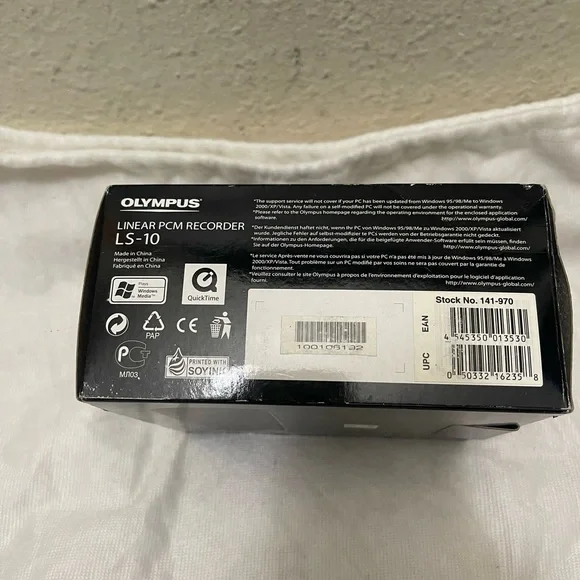 OLYMPUS
LINEAR PCM RECORDER
LS-10
Made in China
Hergestellt in China
Fabriqué en China
Plays
Windows
Media™
QuickTime
PAP
CE
МЛ03
PRINTED WITH
SOY INK
*The support service will not cover if your PC has been updated from Windows 95/98/Me to Windows
2000/XP/Vista. Any failure on a self-modified PC will not be covered under the operational warranty.
*Please refer to the Olympus homepage regarding the operating environment for the enclosed application
software. http://www.olympus-global.com/
*Der Kundendienst haftet nicht, wenn Ihr PC von Windows 95/98/Me zu Windows 2000/XP/Vista aktualisiert
wurde. Jegliche Fehler auf selbst-modifizier te PCs werden von der Betriebsgarantie nicht gedeckt.
*Informationen zu den Anforderungen, die für die beigefügte Anwender-Software erfült sein müssen, finden
Sie auf der Olympus-Homepage. http://www.olympus-global.com/
*Le service Après-vente ne vous couvrira pas si votre PC n'a pas été mis à jour de Windows 95/98/Me à Windows
2000/XP/Vista. Tout problème sur un PC modifié par vos soins ne sera pas couvert par la garantie de
fonctionnement.
*Veuillez consulter le site Olympus à propos de l'environnement d'exploitation pour le logiciel d'application
fourni. http://www.olympus-global.com/
100106132
Stock No. 141-970
EAN
4 545350 013530
UPC
0 50332 16235 8